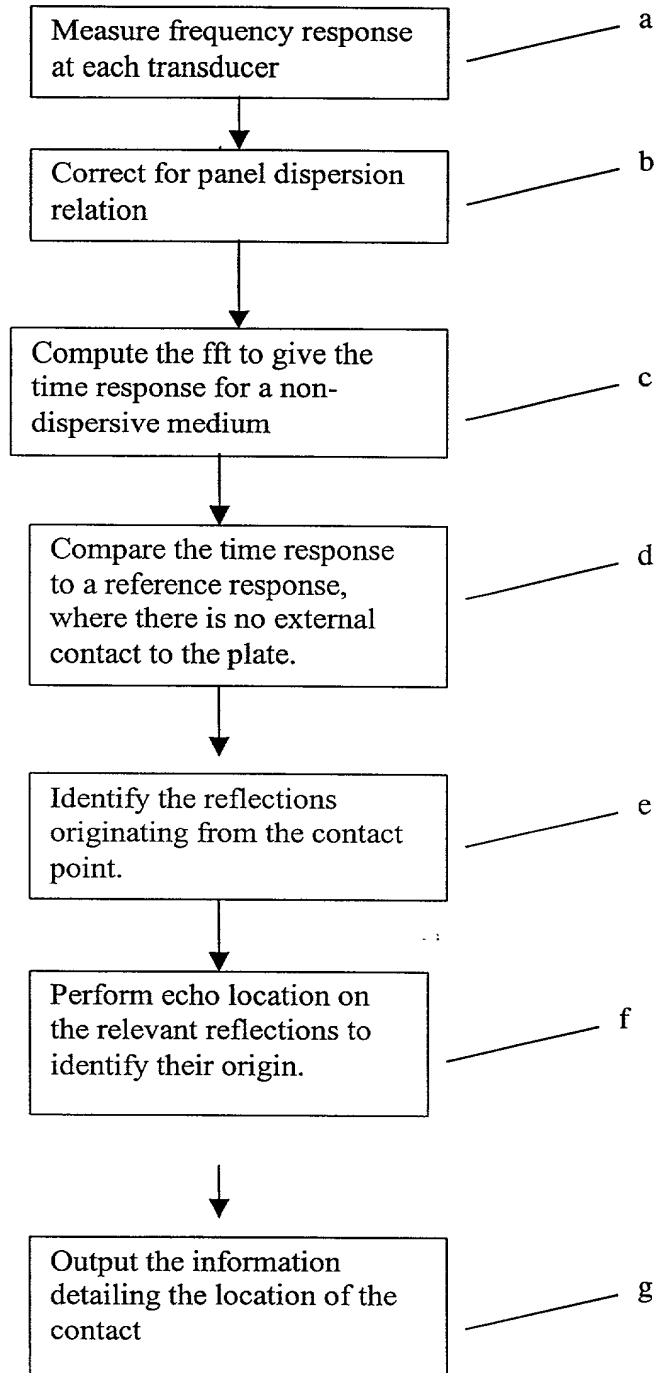 Measure frequency response
at each transducer
a
Correct for panel dispersion
relation
b
Compute the fft to give the
time response for a non-
dispersive medium
c
Compare the time response
to a reference response,
where there is no external
contact to the plate.
d
Identify the reflections
originating from the contact
point.
e
Perform echo location on
the relevant reflections to
identify their origin.
f
Output the information
detailing the location of the
contact
g